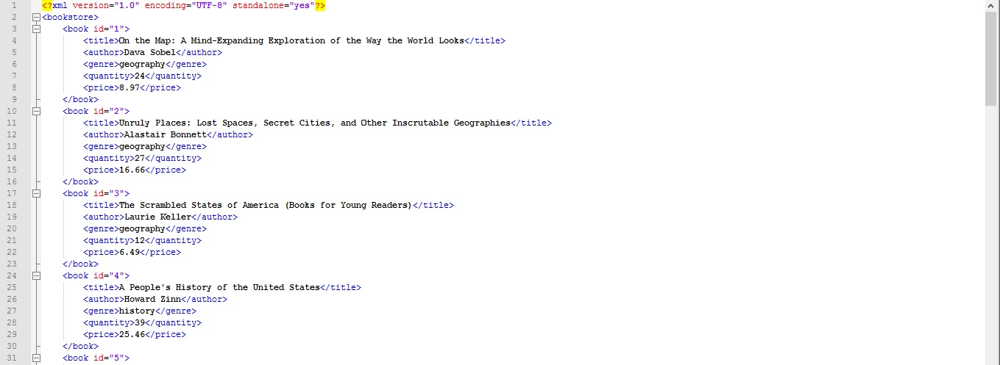 1 <?xml version="1.0" encoding="UTF-8" standalone="yes"?>
2 <bookstore>
3 <book id="1">
4 <title>On the Map: A Mind-Expanding Exploration of the Way the World Looks</title>
5 <author>Dava Sobel</author>
6 <genre>geography</genre>
7 <quantity>24</quantity>
8 <price>8.97</price>
9 </book>
10 <book id="2">
11 <title>Unruly Places: Lost Spaces, Secret Cities, and Other Inscrutable Geographies</title>
12 <author>Alastair Bonnett</author>
13 <genre>geography</genre>
14 <quantity>27</quantity>
15 <price>16.66</price>
16 </book>
17 <book id="3">
18 <title>The Scrambled States of America (Books for Young Readers)</title>
19 <author>Laurie Keller</author>
20 <genre>geography</genre>
21 <quantity>12</quantity>
22 <price>6.49</price>
23 </book>
24 <book id="4">
25 <title>A People's History of the United States</title>
26 <author>Howard Zinn</author>
27 <genre>history</genre>
28 <quantity>39</quantity>
29 <price>25.46</price>
30 </book>
31 <book id="5">